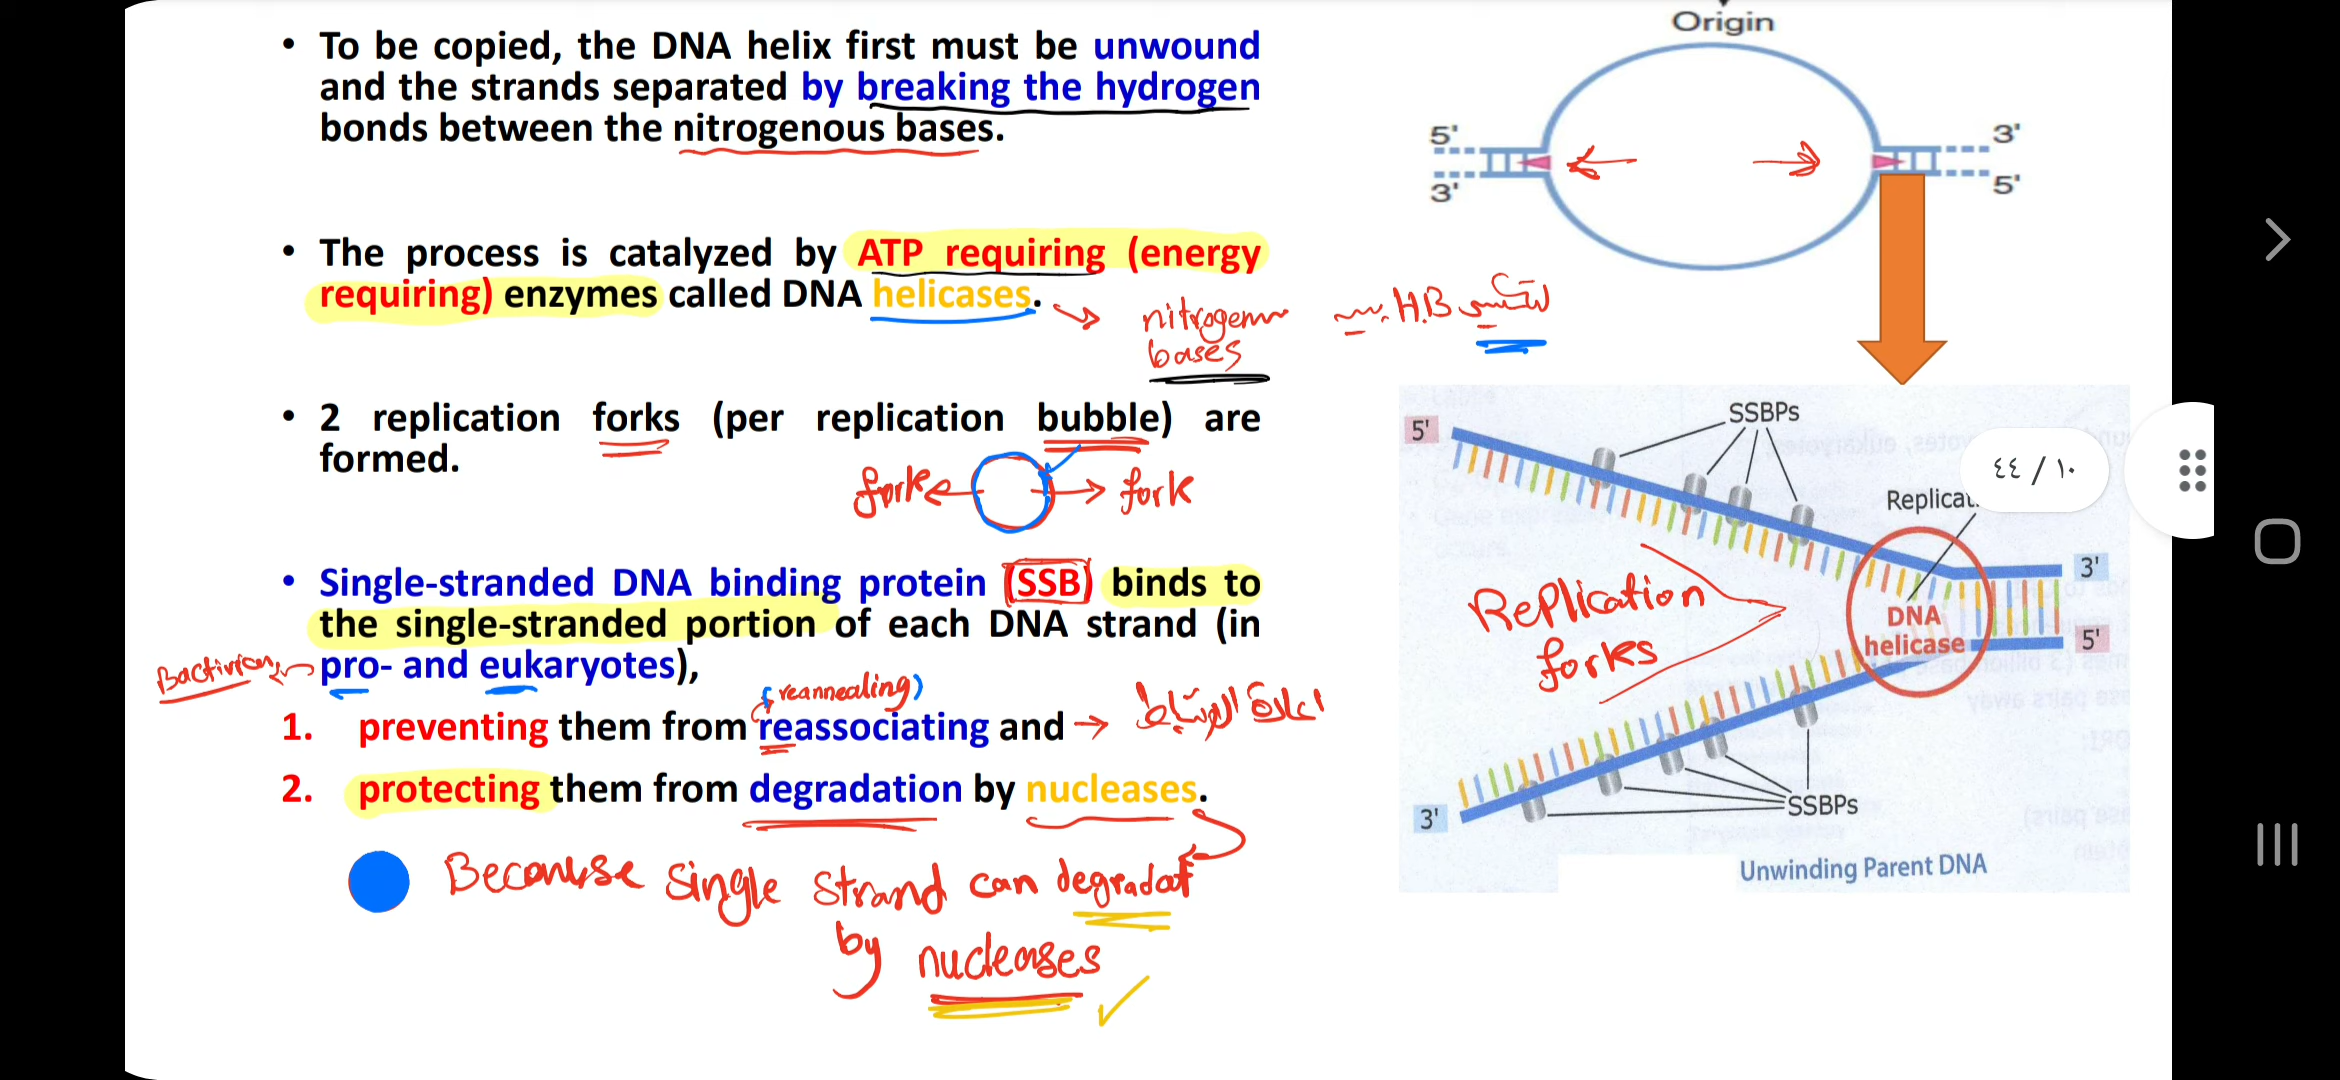 • To be copied, the DNA helix first must be unwound
and the strands separated by breaking the hydrogen
bonds between the nitrogenous bases.
• The process is catalyzed by ATP requiring (energy
requiring) enzymes called DNA helicases.
لتكسير H.B بين
bases
• 2 replication forks (per replication bubble) are
formed.
fork
fork
• Single-stranded DNA binding protein (SSB) binds to
the single-stranded portion of each DNA strand (in
pro- and eukaryotes),
(reannealing)
1. preventing them from reassociating and
اعادة الارتباط
2. protecting them from degradation by nucleases.
single strand can
by nucleases
Origin
5' 3'
3' 5'
SSBPs
5'
Replicat
3'
DNA
helicase
5'
Replication
forks
3'
SSBPs
Unwinding Parent DNA
٤٤ / ١٠